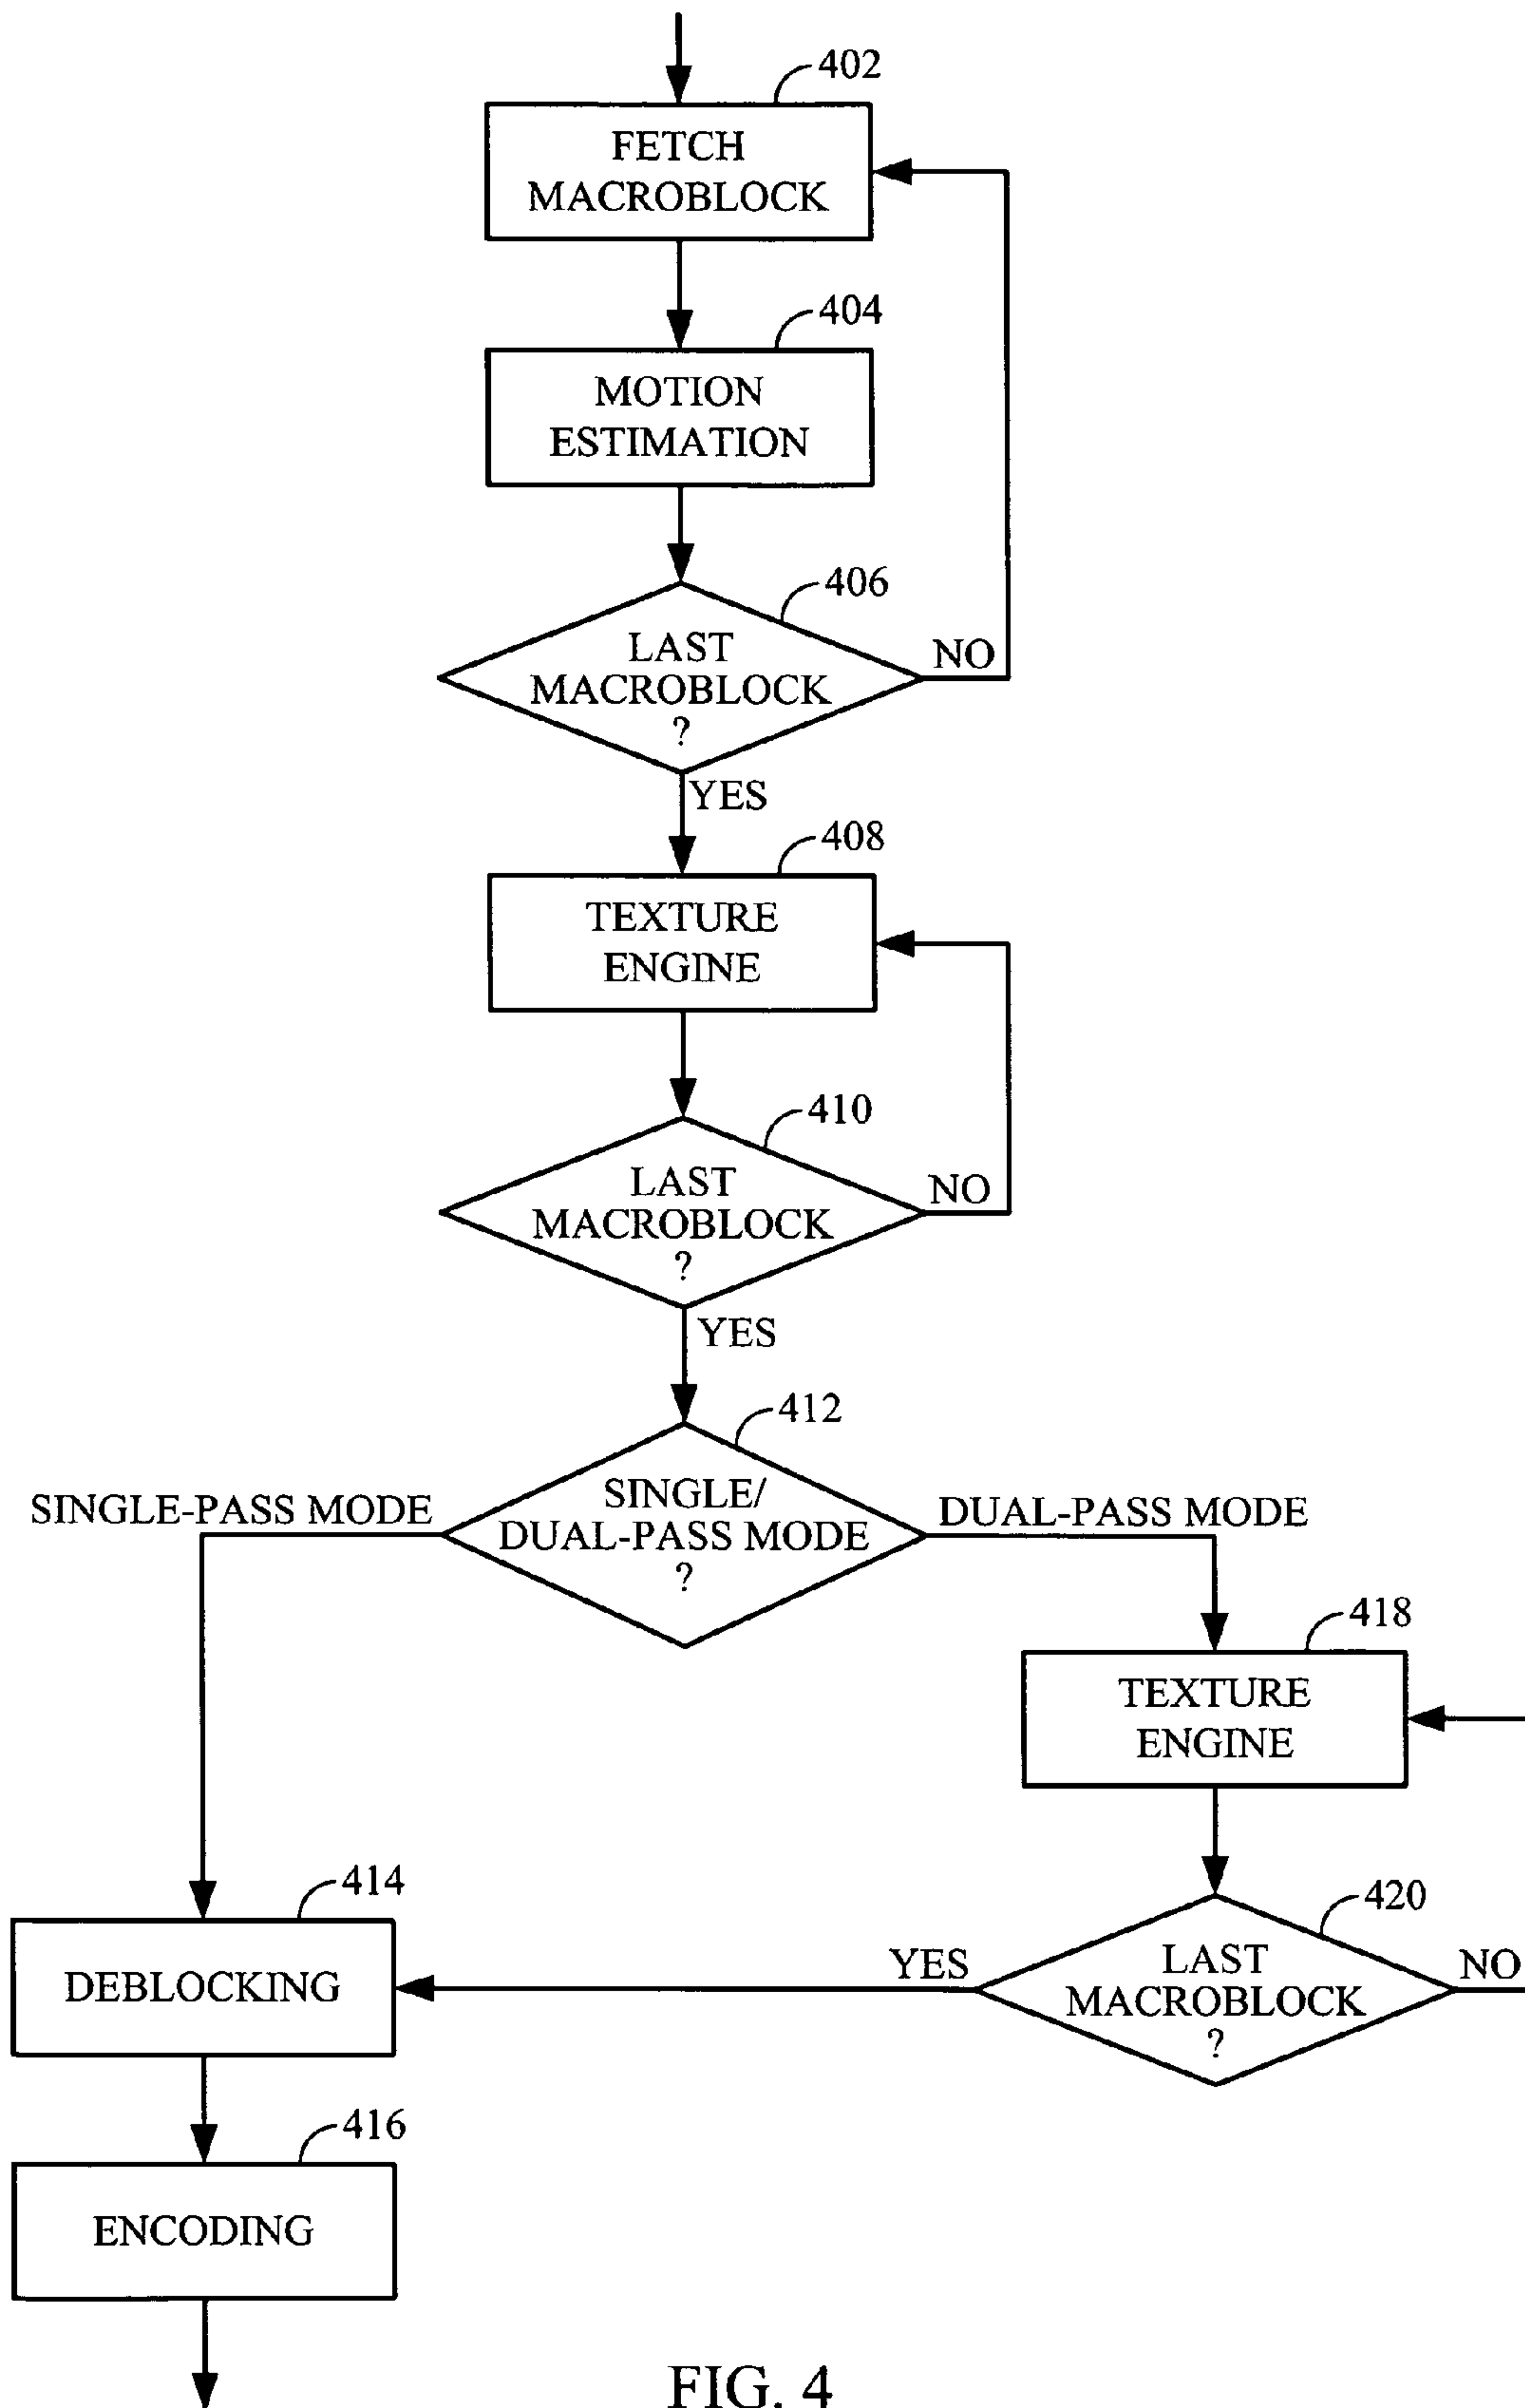 402
FETCH
MACROBLOCK
404
MOTION
ESTIMATION
406
LAST
MACROBLOCK
?
NO
YES
408
TEXTURE
ENGINE
410
LAST
MACROBLOCK
?
NO
YES
412
SINGLE/
DUAL-PASS MODE
?
SINGLE-PASS MODE
DUAL-PASS MODE
418
TEXTURE
ENGINE
414
DEBLOCKING
420
LAST
MACROBLOCK
?
YES
NO
416
ENCODING
FIG. 4